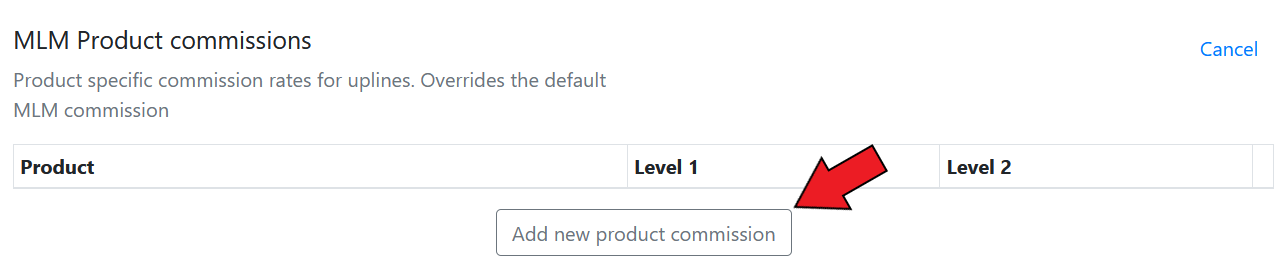 MLM Product commissions
Cancel
Product specific commission rates for uplines. Overrides the default
MLM commission
Product Level 1 Level 2
Add new product commission